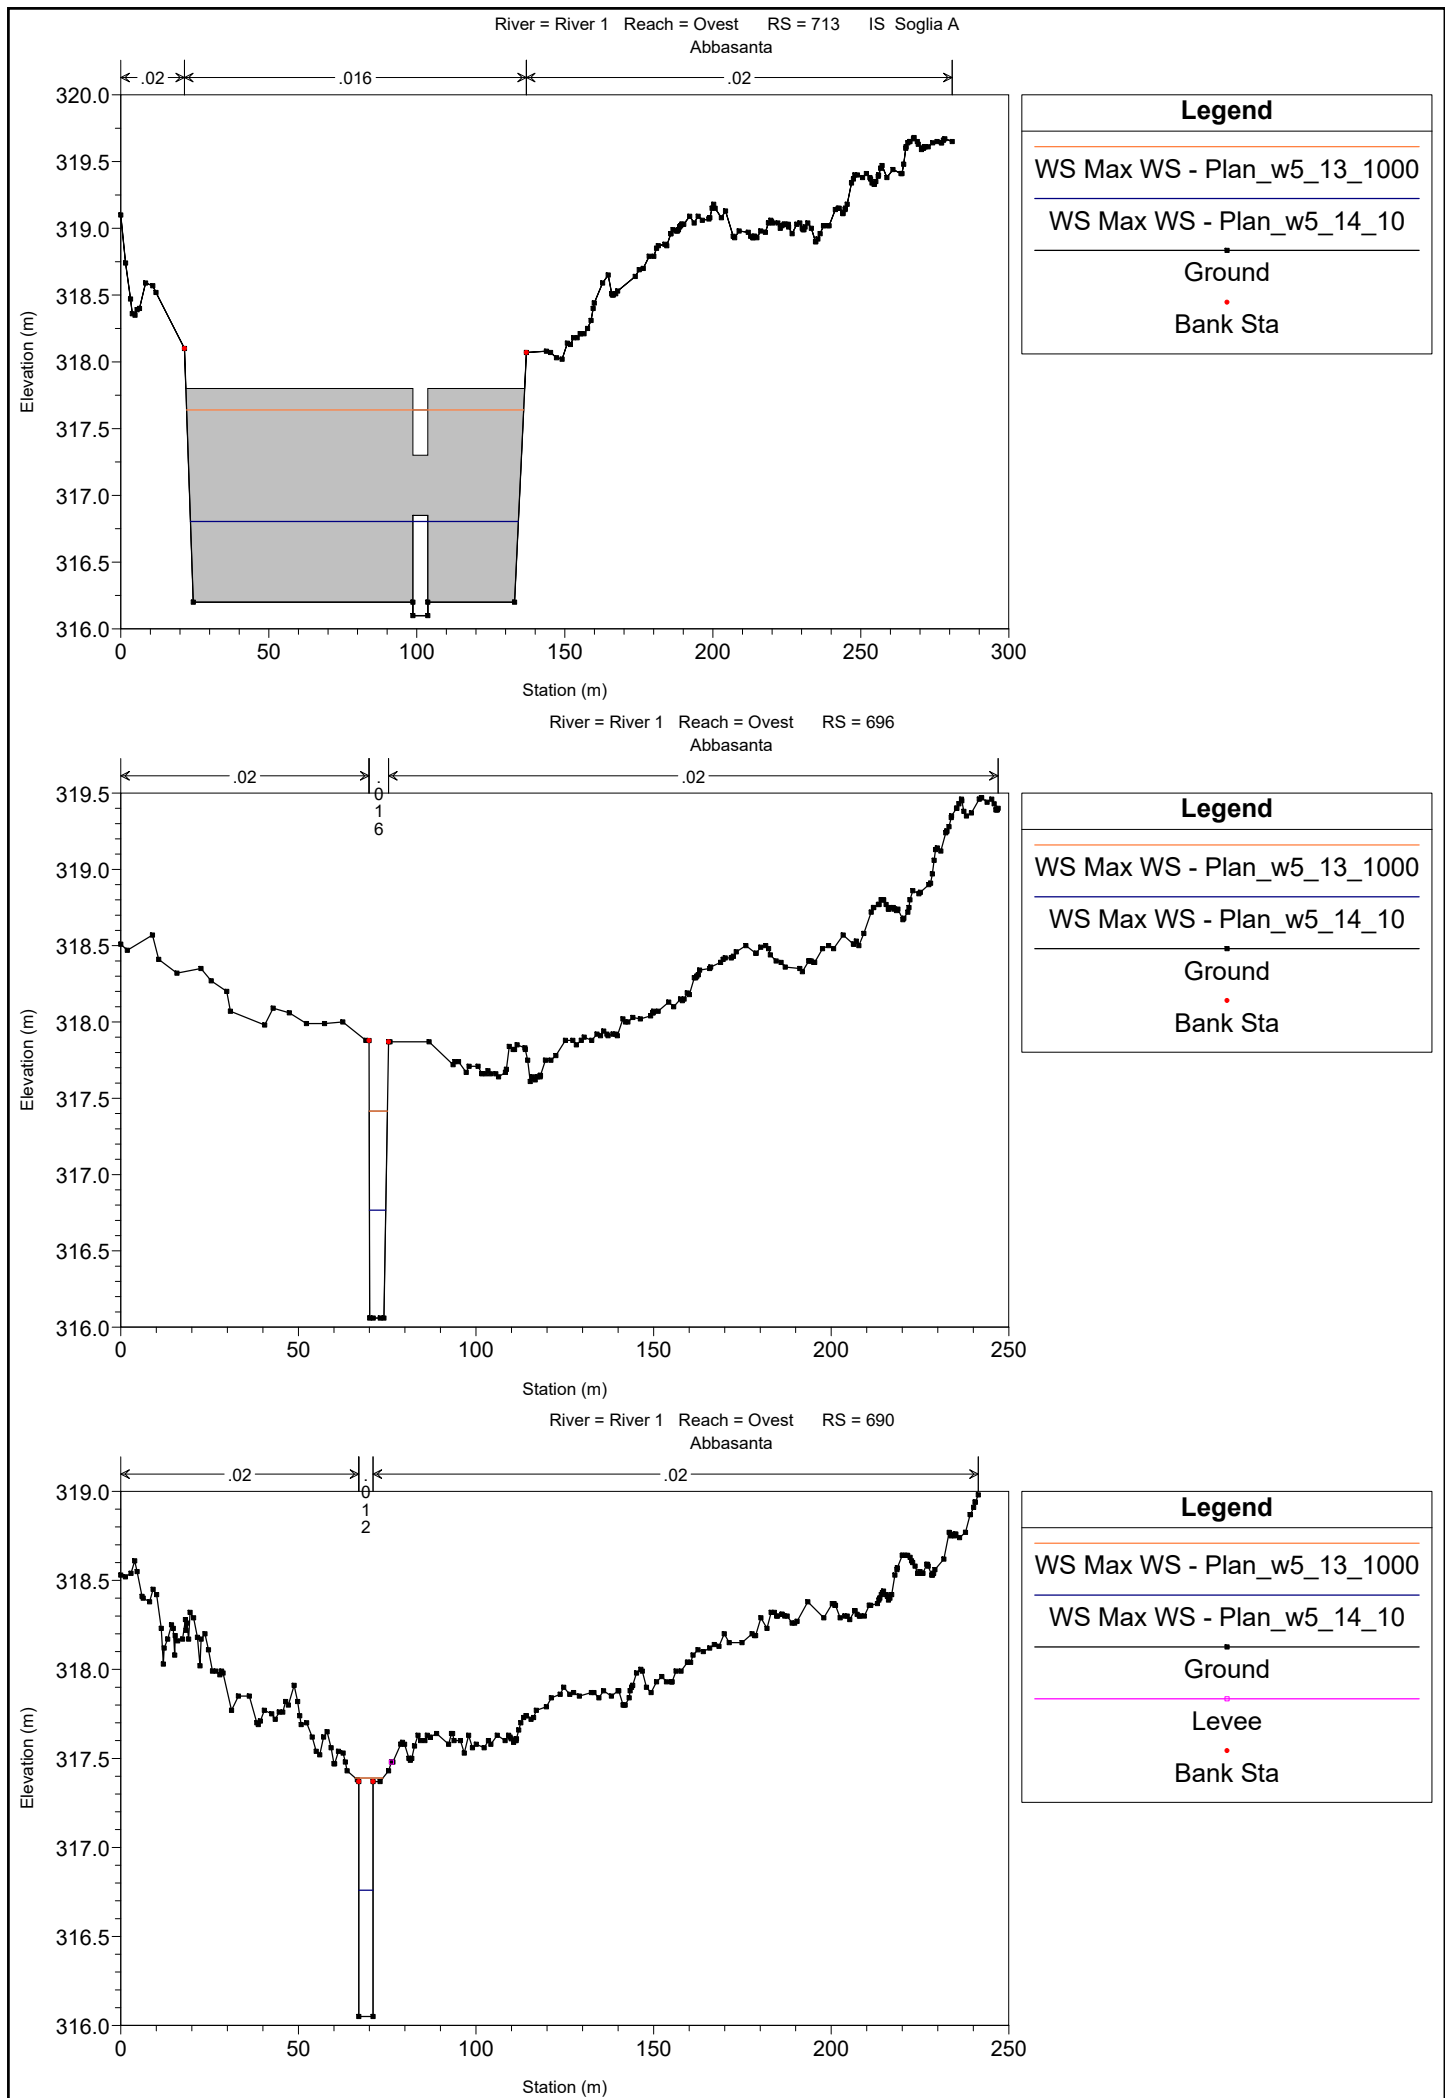 River = River 1 Reach = Ovest RS = 713 IS Soglia A
Abbasanta
.02 .016 .02
320.0
319.5
319.0
318.5
318.0
317.5
317.0
316.5
316.0
Elevation (m)
0 50 100 150 200 250 300
Station (m)
Legend
WS Max WS - Plan_w5_13_1000
WS Max WS - Plan_w5_14_10
Ground
Bank Sta
River = River 1 Reach = Ovest RS = 696
Abbasanta
.02 .016 .02
319.5
319.0
318.5
318.0
317.5
317.0
316.5
316.0
Elevation (m)
0 50 100 150 200 250
Station (m)
Legend
WS Max WS - Plan_w5_13_1000
WS Max WS - Plan_w5_14_10
Ground
Bank Sta
River = River 1 Reach = Ovest RS = 690
Abbasanta
.02 .012 .02
319.0
318.5
318.0
317.5
317.0
316.5
316.0
Elevation (m)
0 50 100 150 200 250
Station (m)
Legend
WS Max WS - Plan_w5_13_1000
WS Max WS - Plan_w5_14_10
Ground
Levee
Bank Sta